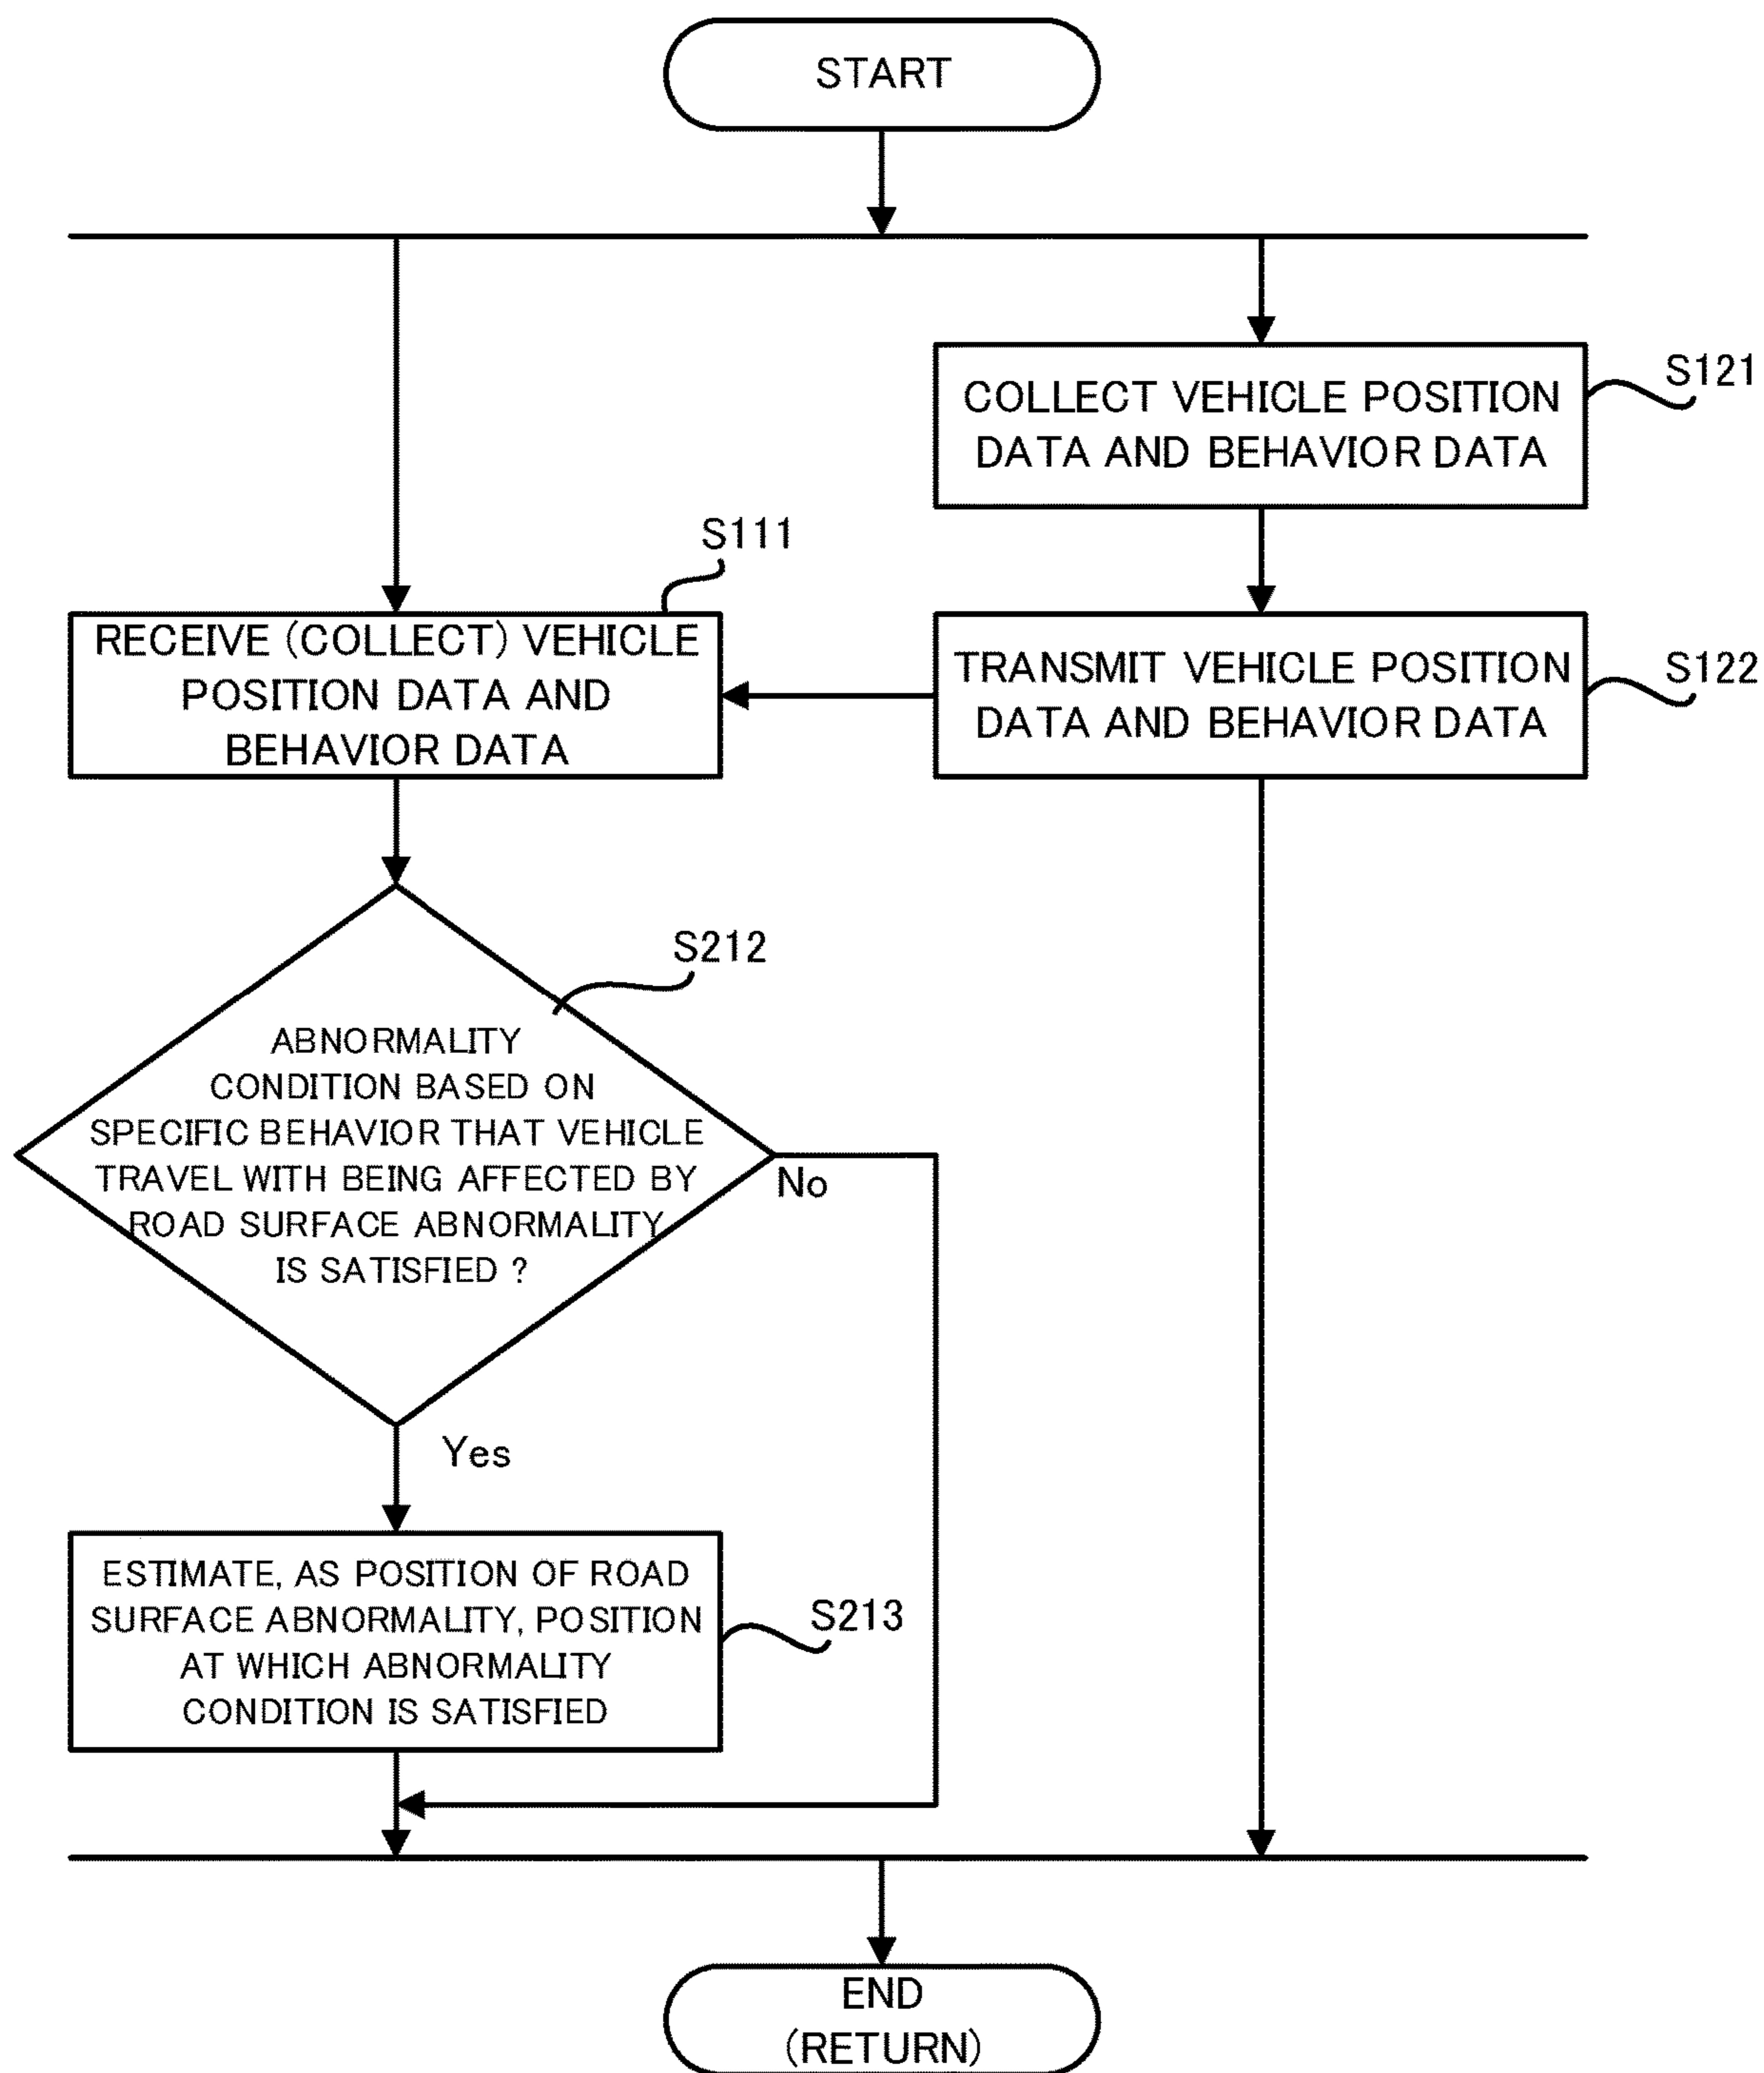 START
COLLECT VEHICLE POSITION
DATA AND BEHAVIOR DATA
S121
S111
RECEIVE (COLLECT) VEHICLE
POSITION DATA AND
BEHAVIOR DATA
TRANSMIT VEHICLE POSITION
DATA AND BEHAVIOR DATA
S122
S212
ABNORMALITY
CONDITION BASED ON
SPECIFIC BEHAVIOR THAT VEHICLE
TRAVEL WITH BEING AFFECTED BY
ROAD SURFACE ABNORMALITY
IS SATISFIED ?
No
Yes
ESTIMATE, AS POSITION OF ROAD
SURFACE ABNORMALITY, POSITION
AT WHICH ABNORMALITY
CONDITION IS SATISFIED
S213
END
(RETURN)